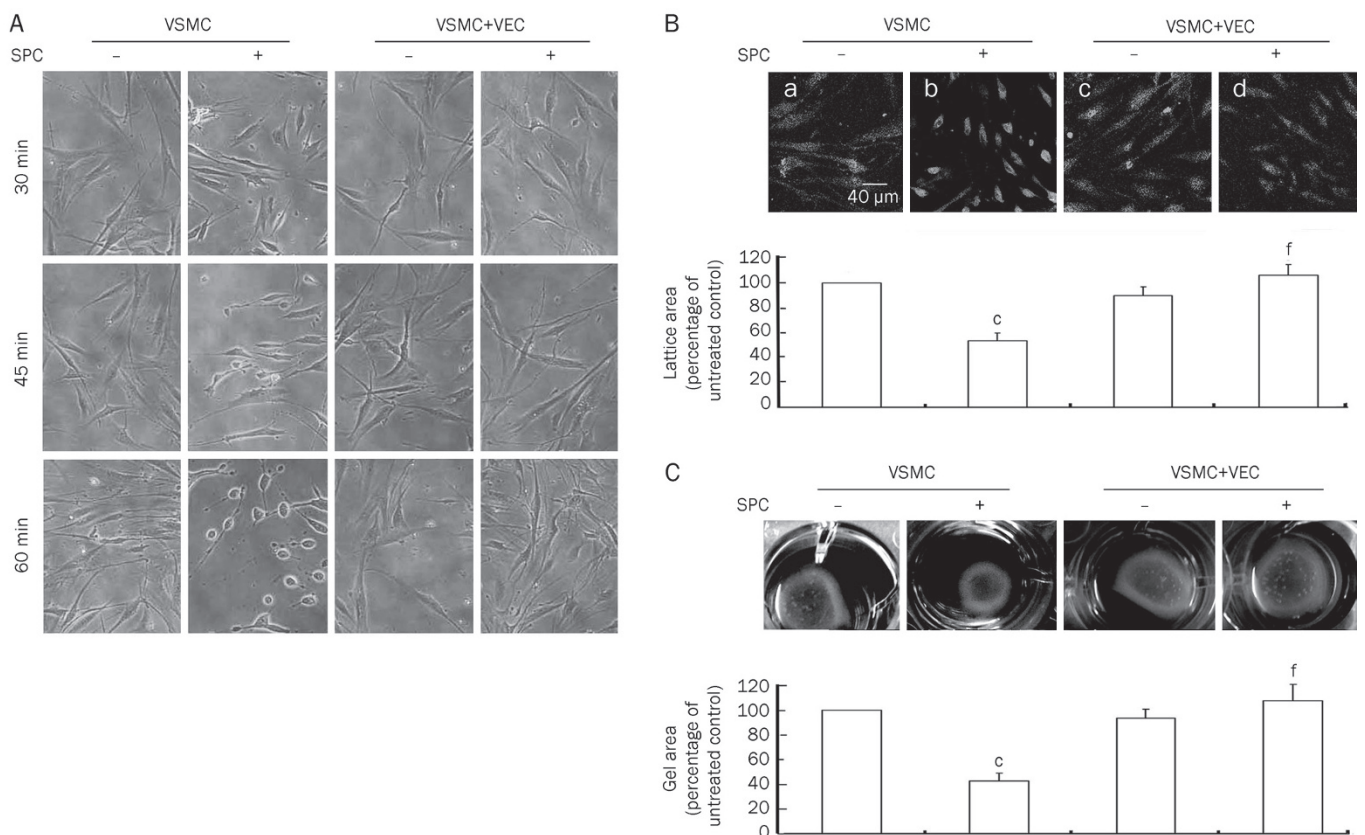 A
VSMC VSMC+VEC
SPC – + – +
30 min
45 min
60 min
B
VSMC VSMC+VEC
SPC – + – +
a b c d
40 µm
Lattice area
(percentage of
untreated control)
120
100
80
60
40
20
0
c
f
C
VSMC VSMC+VEC
SPC – + – +
Gel area
(percentage of
untreated control)
120
100
80
60
40
20
0
c
f